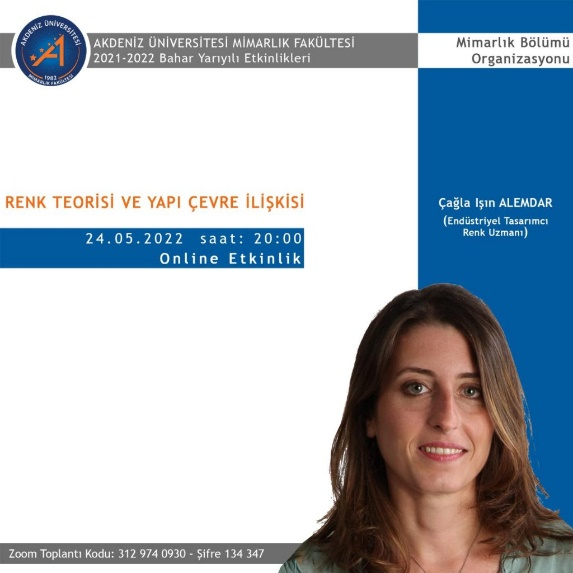 AKDENİZ ÜNİVERSİTESİ
1982
MİMARLIK FAKÜLTESİ
AKDENİZ ÜNİVERSİTESİ MİMARLIK FAKÜLTESİ
2021-2022 Bahar Yarıyılı Etkinlikleri
Mimarlık Bölümü
Organizasyonu
RENK TEORİSİ VE YAPI ÇEVRE İLİŞKİSİ
24.05.2022 saat: 20:00
Online Etkinlik
Çağla Işın ALEMDAR
(Endüstriyel Tasarımcı
Renk Uzmanı)
Zoom Toplantı Kodu: 312 974 0930 - Şifre 134 347